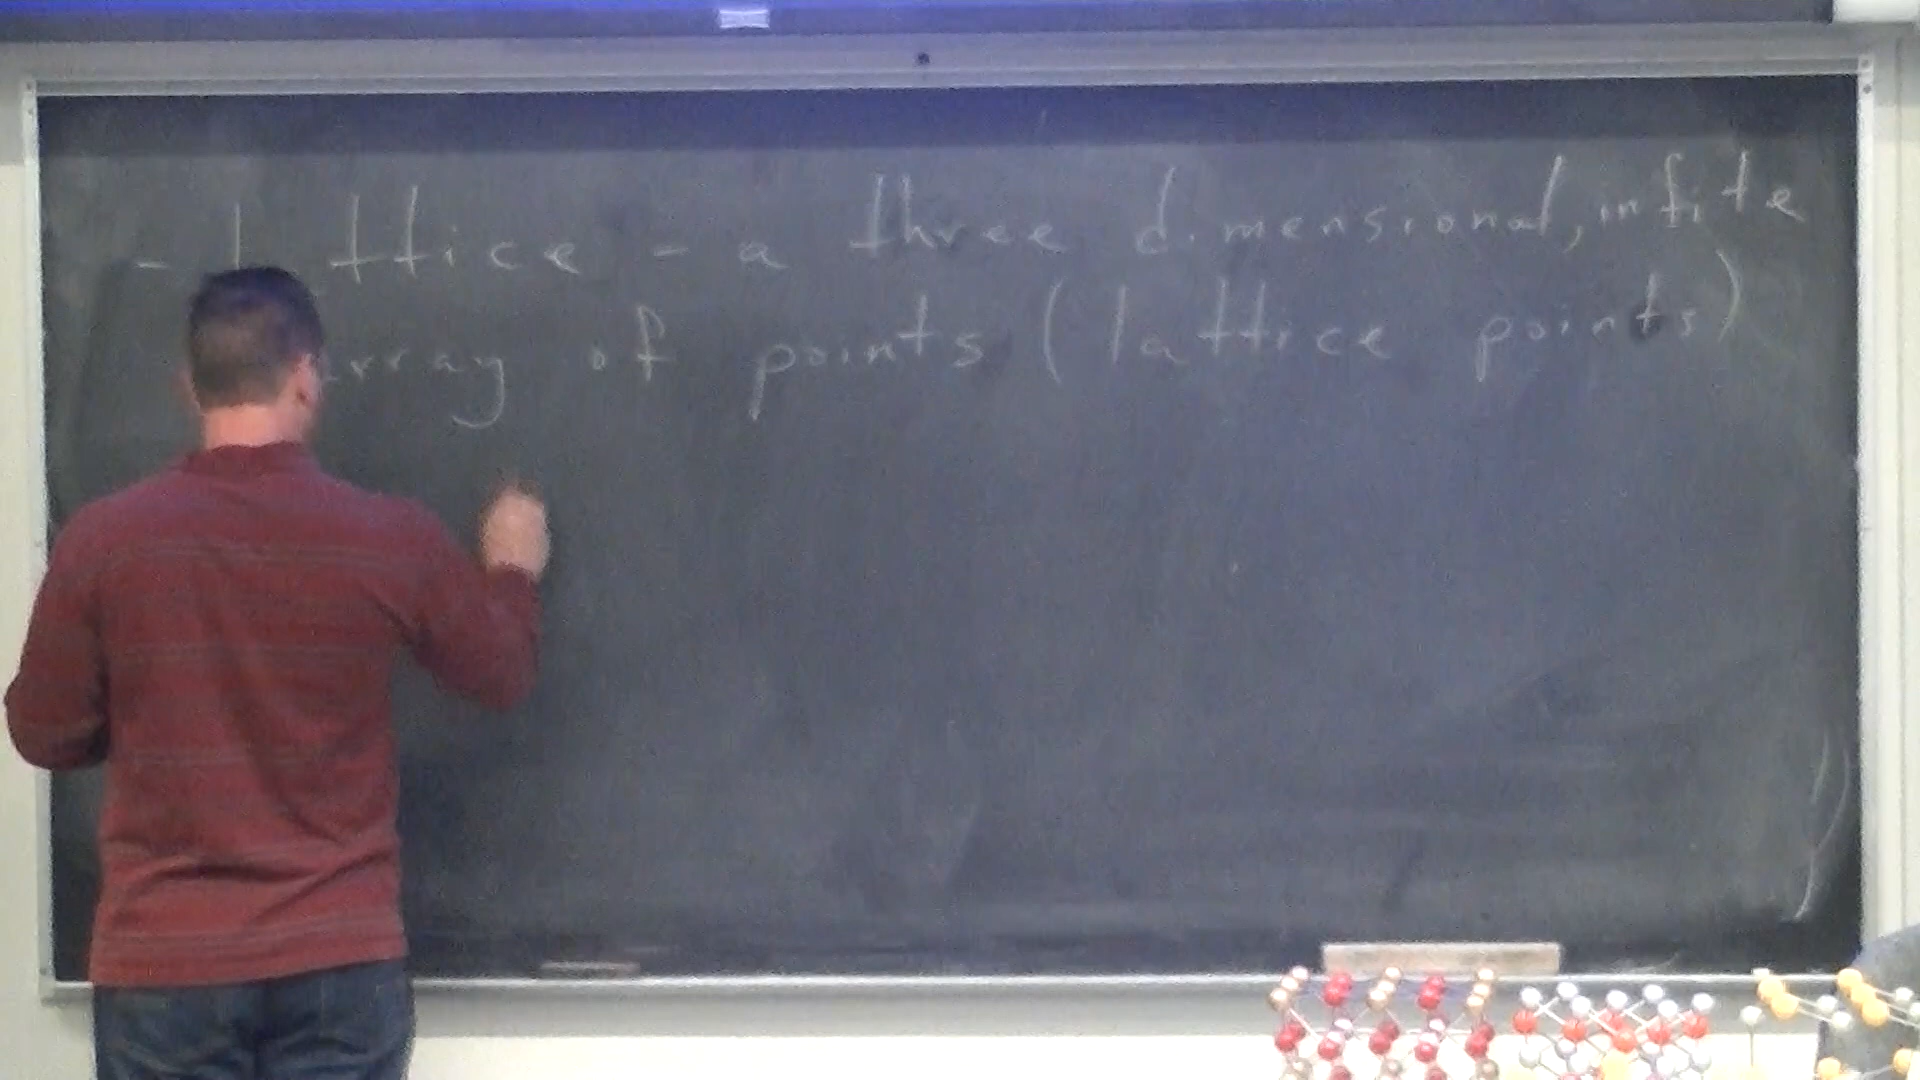 - Lattice - a three dimensional, infite
array of points (lattice points)